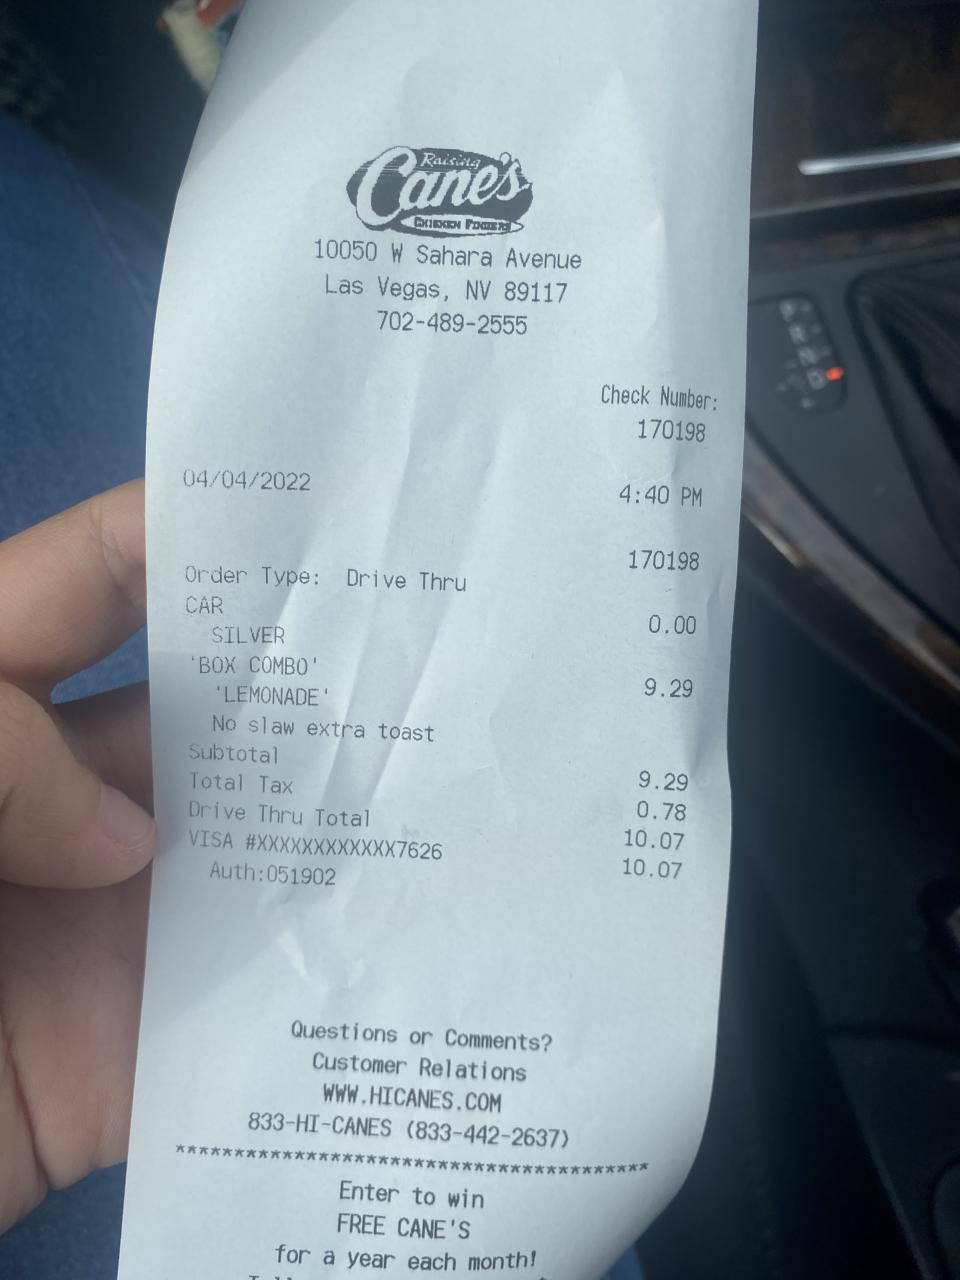 Raising
Cane's
CHICKEN FINGERS
10050 W Sahara Avenue
Las Vegas, NV 89117
702-489-2555
Check Number:
170198
04/04/2022 4:40 PM
170198
Order Type: Drive Thru
CAR 0.00
SILVER
'BOX COMBO' 9.29
'LEMONADE'
No slaw extra toast
Subtotal 9.29
Total Tax 0.78
Drive Thru Total 10.07
VISA #XXXXXXXXXXXX7626 10.07
Auth:051902
Questions or Comments?
Customer Relations
WWW.HICANES.COM
833-HI-CANES (833-442-2637)
****************************************
Enter to win
FREE CANE'S
for a year each month!